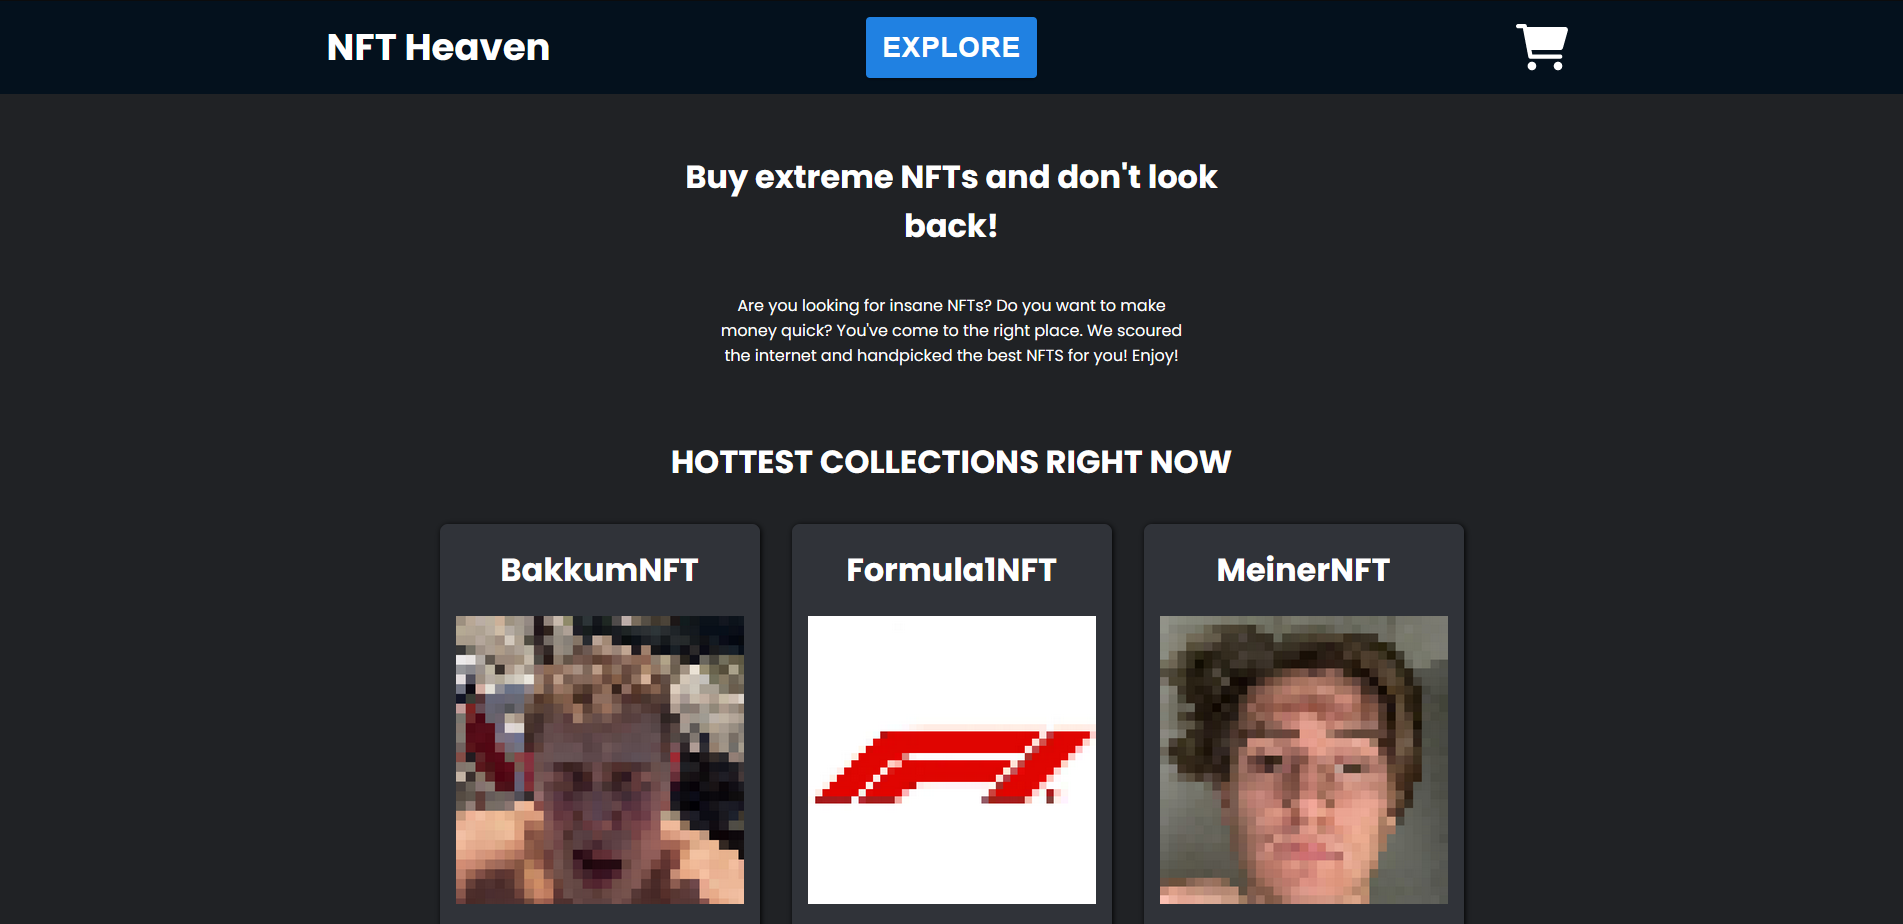 NFT Heaven
EXPLORE
Buy extreme NFTs and don't look
back!
Are you looking for insane NFTs? Do you want to make
money quick? You've come to the right place. We scoured
the internet and handpicked the best NFTS for you! Enjoy!
HOTTEST COLLECTIONS RIGHT NOW
BakkumNFT
Formula1NFT
MeinerNFT
F1